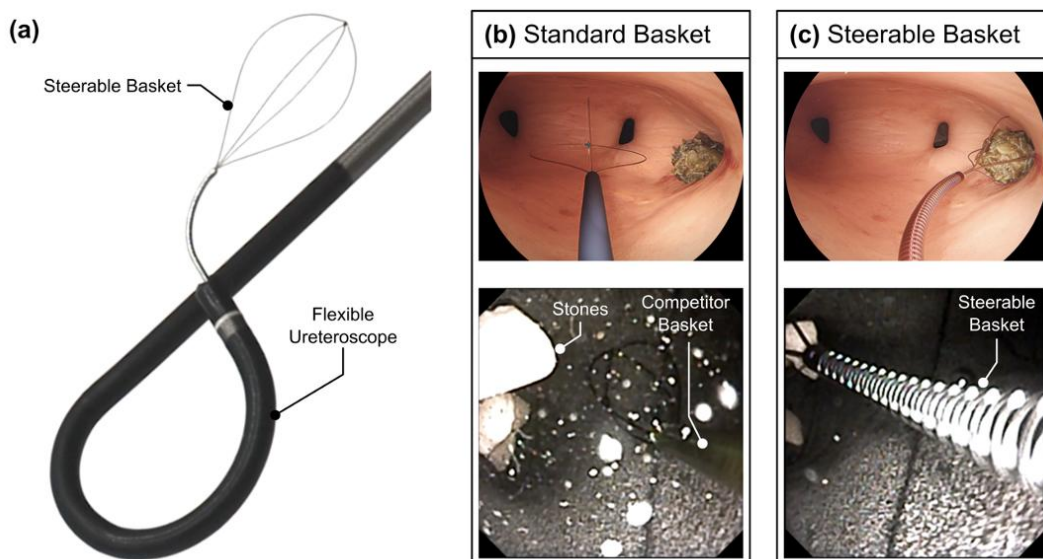 (a)
Steerable Basket
Flexible
Ureteroscope
(b) Standard Basket
Stones
Competitor
Basket
(c) Steerable Basket
Steerable
Basket